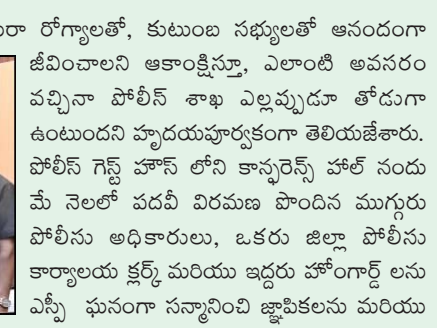 రా రోగ్యాలతో, కుటుంబ సభ్యులతో ఆనందంగా
జీవించాలని ఆకాంక్షిస్తూ, ఎలాంటి అవసరం
వచ్చినా పోలీస్ శాఖ ఎల్లవ్పుడూ తోడుగా
ఉంటుందని హృదయపూర్వకంగా తెలియజేశారు.
పోలీస్ గెస్ట్ హౌస్ లోని కాన్ఫరెన్స్ హాల్ నందు
మే నెలలో పదవీ విరమణ పొందిన ముగ్గురు
పోలీసు అధికారులు, ఒకరు జిల్లా పోలీసు
కార్యాలయ క్లర్క్ మరియు ఇద్దరు హోంగార్డ్ లను
ఎస్పీ ఘనంగా సన్మానించి జ్ఞాపికలను మరియు